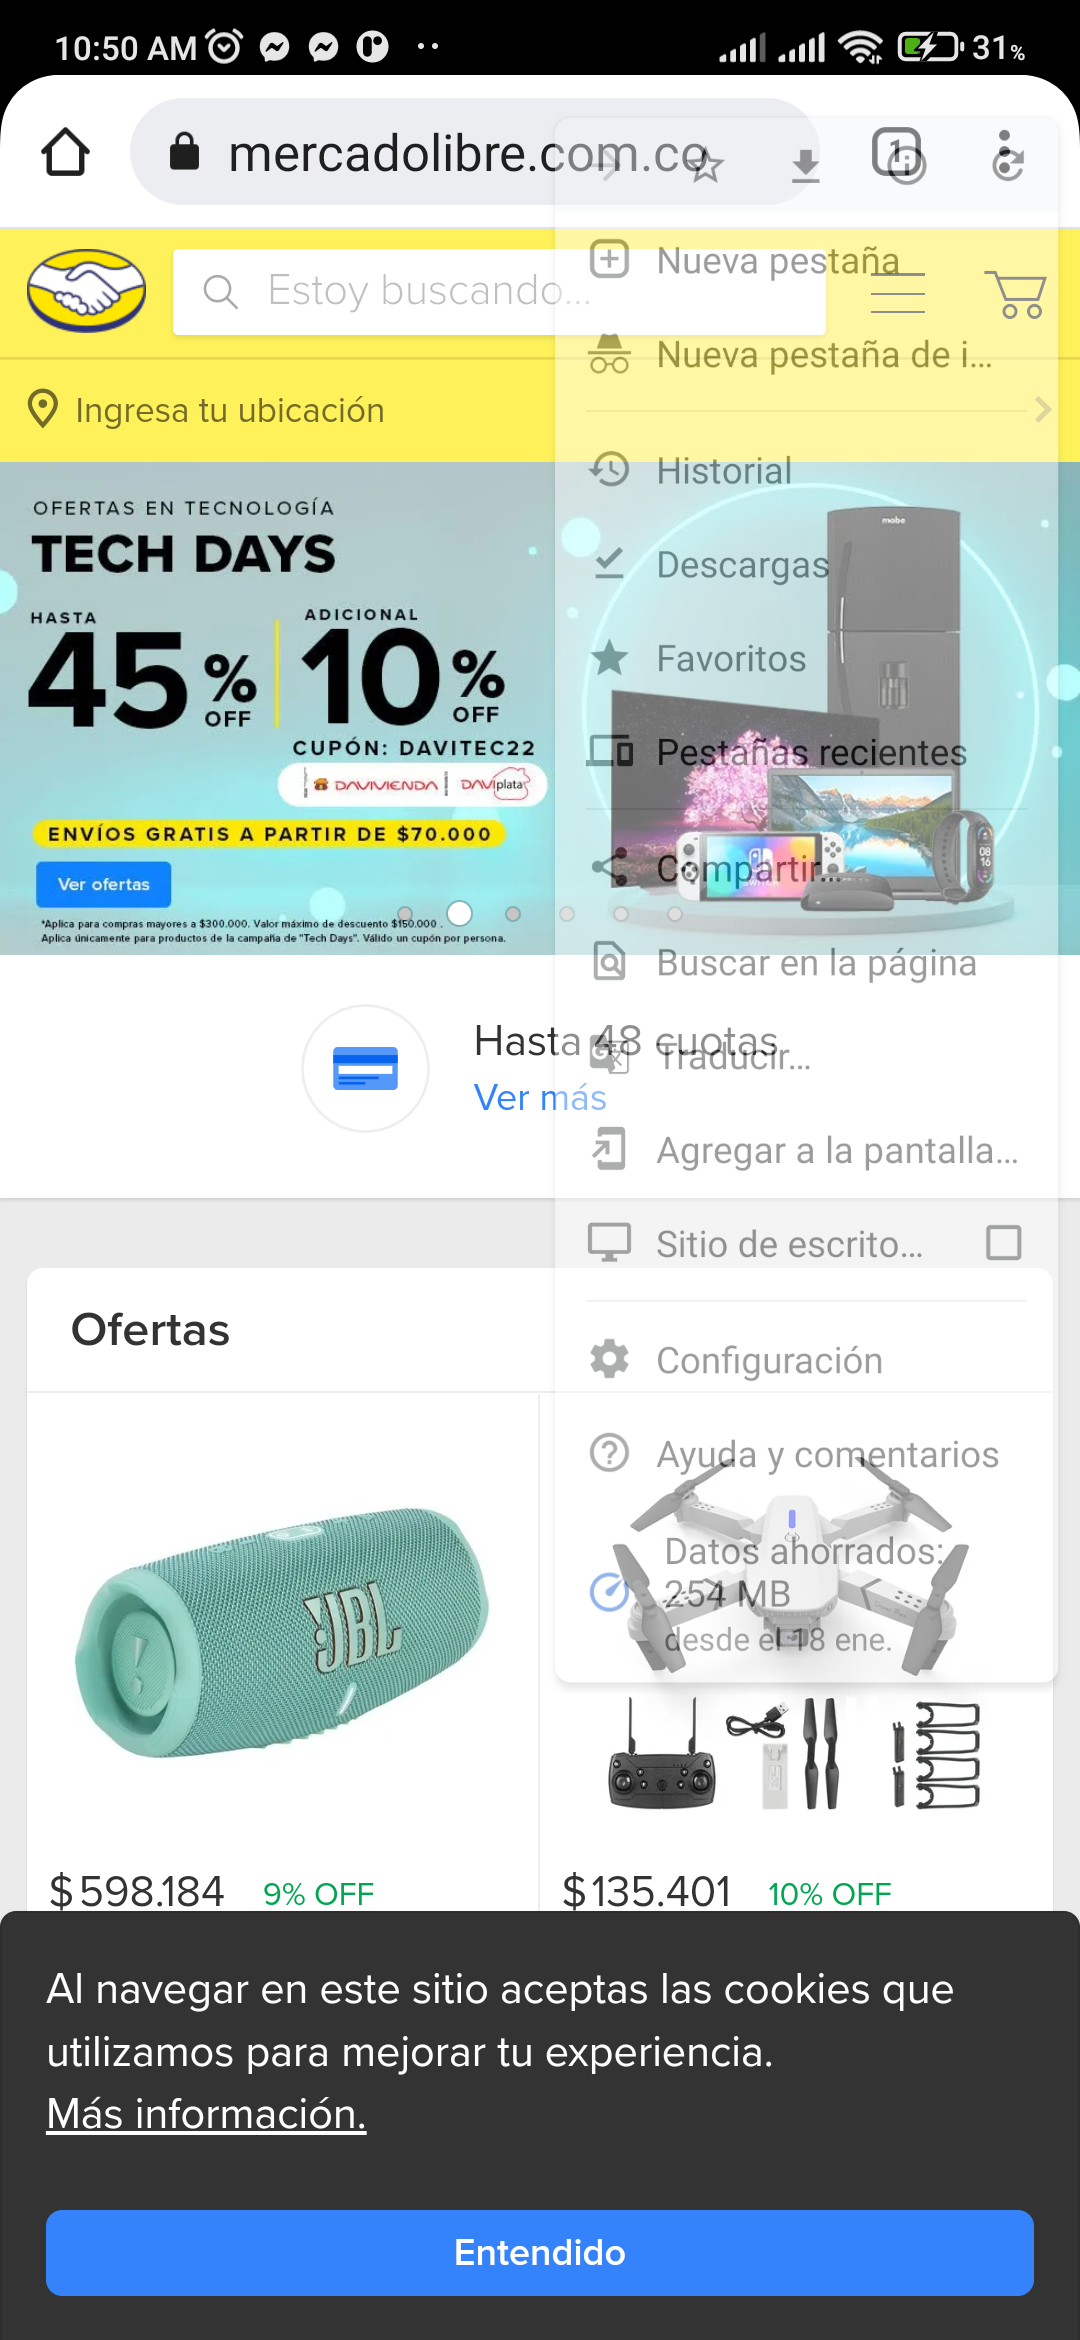 10:50 AM
31%
mercadolibre.com.co
1
Nueva pestaña
Estoy buscando...
Nueva pestaña de i...
Ingresa tu ubicación
Historial
OFERTAS EN TECNOLOGÍA
TECH DAYS
mabe
Descargas
HASTA
45% OFF
ADICIONAL
10% OFF
Favoritos
CUPÓN: DAVITEC22
Pestañas recientes
DAVIVIENDA
DAVIplata
ENVÍOS GRATIS A PARTIR DE $70.000
08
16
SWITCH
Compartir...
Ver ofertas
*Aplica para compras mayores a $300.000. Valor máximo de descuento $150.000 .
Aplica únicamente para productos de la campaña de "Tech Days". Válido un cupón por persona.
Buscar en la página
Hasta 48 cuotas
Traducir...
Ver más
Agregar a la pantalla...
Sitio de escrito...
Ofertas
Configuración
Ayuda y comentarios
Datos ahorrados:
254 MB
desde el 18 ene.
JBL
$ 598.184 9% OFF
$ 135.401 10% OFF
Al navegar en este sitio aceptas las cookies que
utilizamos para mejorar tu experiencia.
Más información.
Entendido